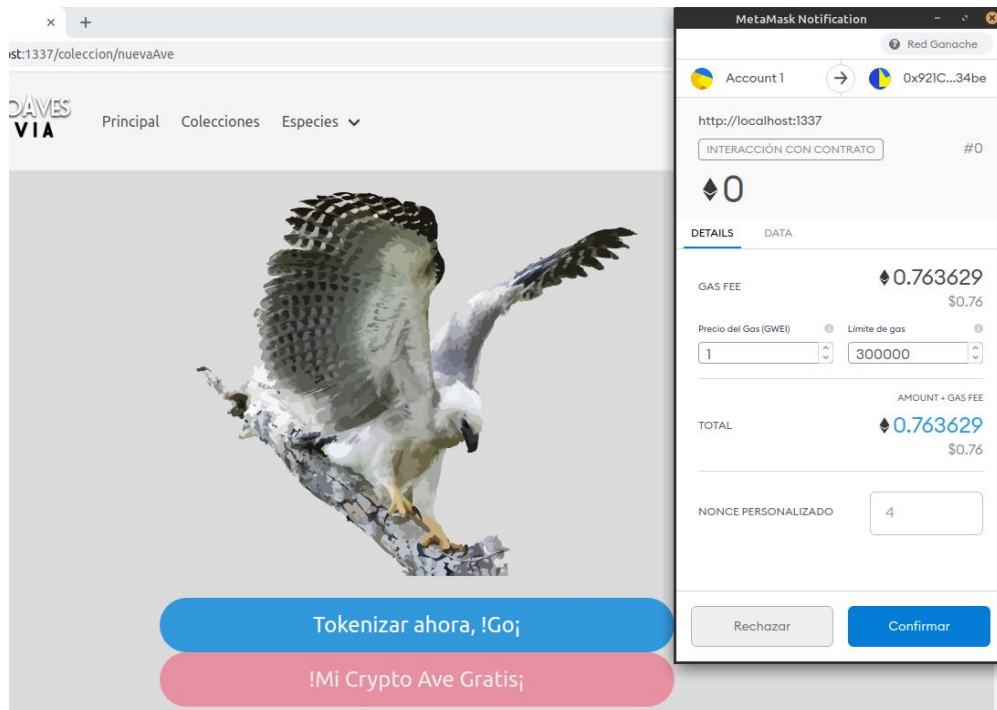 × +
ost:1337/coleccion/nuevaAve
OAVES
VIA
Principal Colecciones Especies
Tokenizar ahora, !Go¡
!Mi Crypto Ave Gratis¡
MetaMask Notification
Red Ganache
Account 1 → 0x921C...34be
http://localhost:1337
INTERACCIÓN CON CONTRATO #0
0
DETAILS DATA
GAS FEE 0.763629
$0.76
Precio del Gas (GWEI) Límite de gas
1 300000
AMOUNT + GAS FEE
TOTAL 0.763629
$0.76
NONCE PERSONALIZADO 4
Rechazar Confirmar